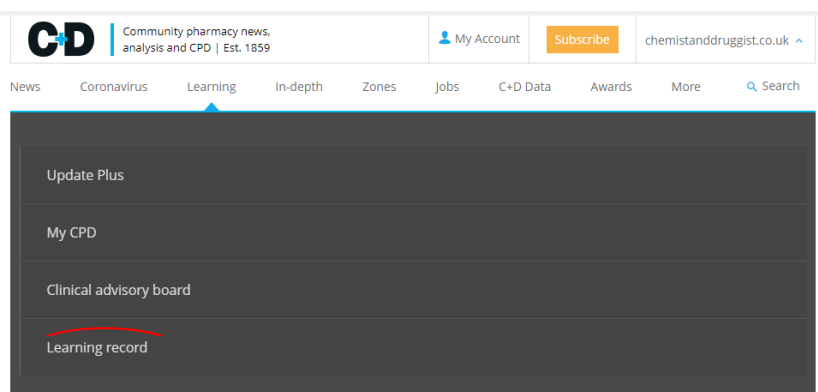 C+D
Community pharmacy news,
analysis and CPD | Est. 1859
My Account
Subscribe
chemistanddruggist.co.uk
News Coronavirus Learning In-depth Zones Jobs C+D Data Awards More Search
Update Plus
My CPD
Clinical advisory board
Learning record